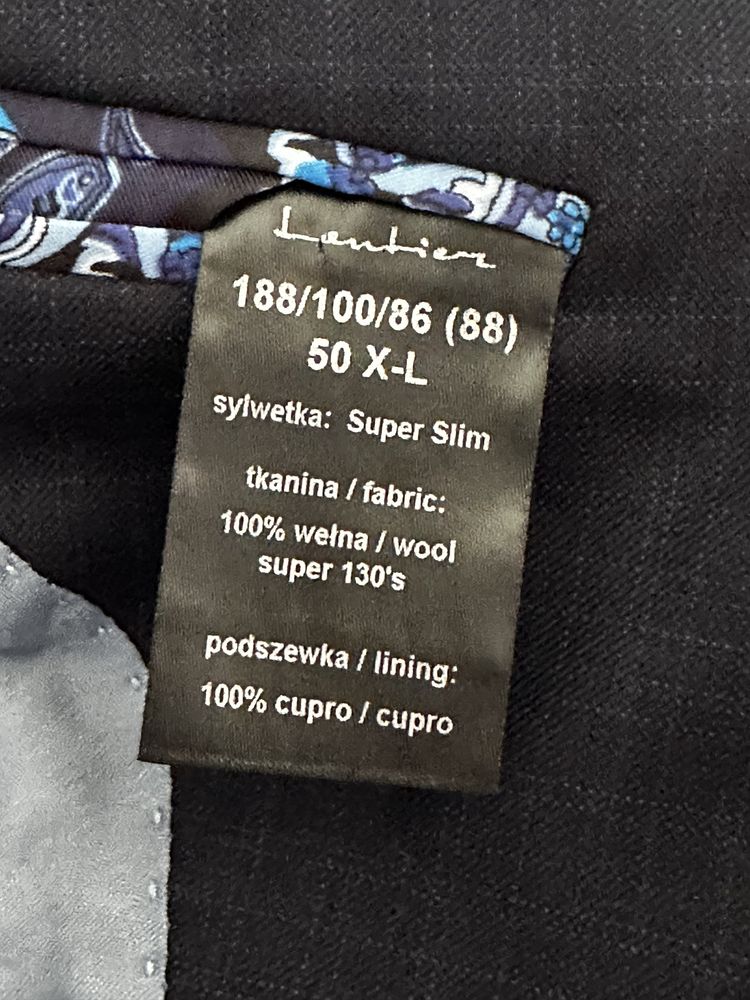 Lantier
188/100/86 (88)
50 X-L
sylwetka: Super Slim
tkanina / fabric:
100% wełna / wool
super 130's
podszewka / lining:
100% cupro / cupro